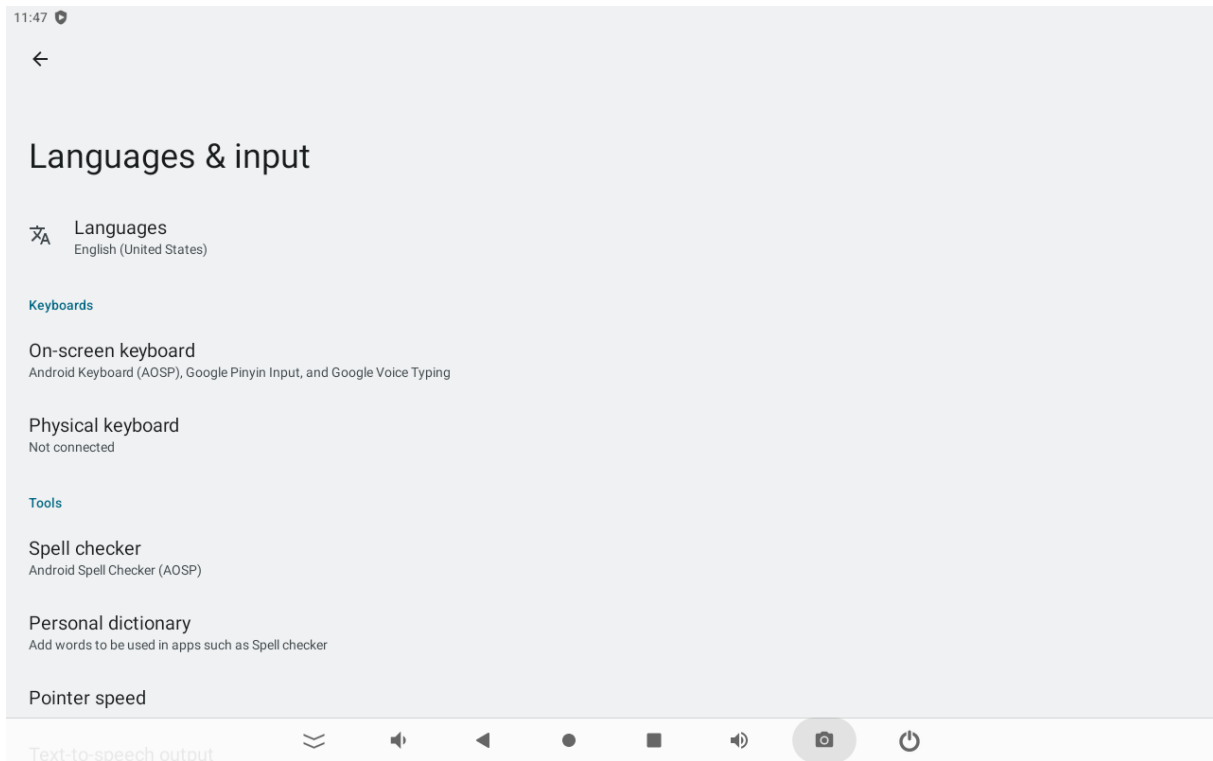 11:47
Languages & input
Languages
English (United States)
Keyboards
On-screen keyboard
Android Keyboard (AOSP), Google Pinyin Input, and Google Voice Typing
Physical keyboard
Not connected
Tools
Spell checker
Android Spell Checker (AOSP)
Personal dictionary
Add words to be used in apps such as Spell checker
Pointer speed
Text-to-speech output